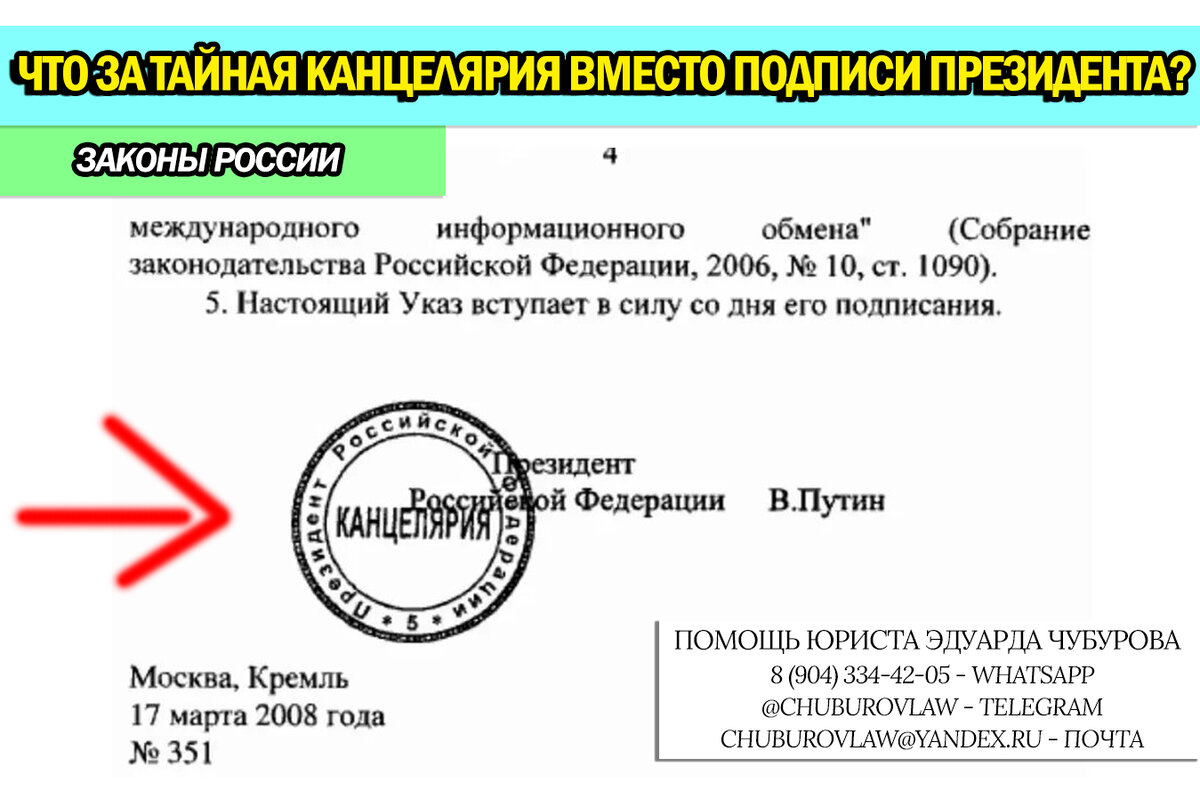 ЧТО ЗА ТАЙНАЯ КАНЦЕЛЯРИЯ ВМЕСТО ПОДПИСИ ПРЕЗИДЕНТА?
ЗАКОНЫ РОССИИ
4
международного информационного обмена" (Собрание
законодательства Российской Федерации, 2006, № 10, ст. 1090).
5. Настоящий Указ вступает в силу со дня его подписания.
Президент Российской Федерации
КАНЦЕЛЯРИЯ
* 5 *
Президент
Российской Федерации В.Путин
Москва, Кремль
17 марта 2008 года
№ 351
ПОМОЩЬ ЮРИСТА ЭДУАРДА ЧУБУРОВА
8 (904) 334-42-05 - WHATSAPP
@CHUBUROVLAW - TELEGRAM
CHUBUROVLAW@YANDEX.RU - ПОЧТА